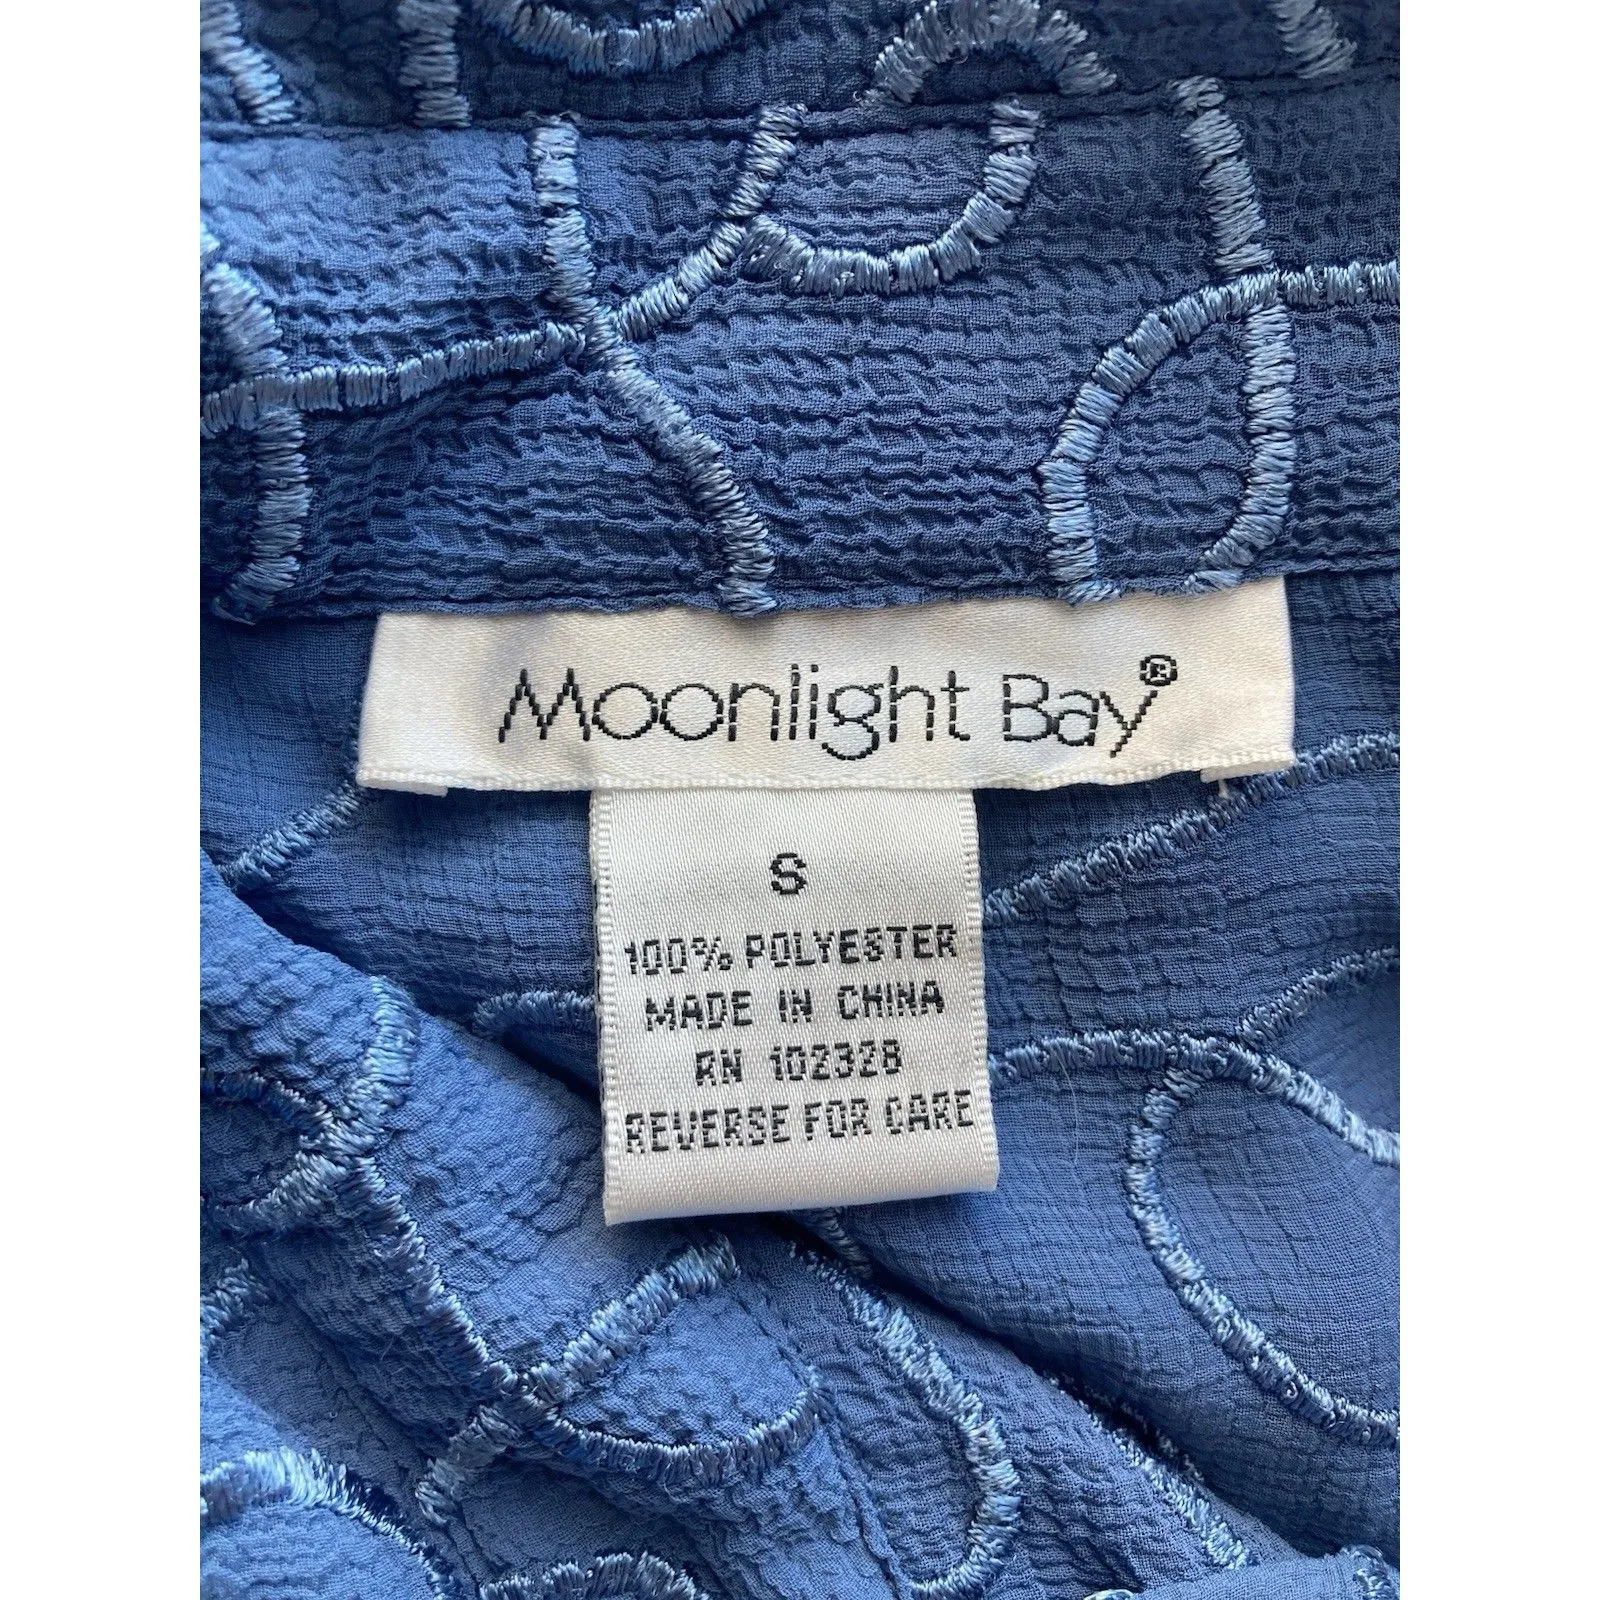 Moonlight Bay®
S
100% POLYESTER
MADE IN CHINA
RN 102328
REVERSE FOR CARE